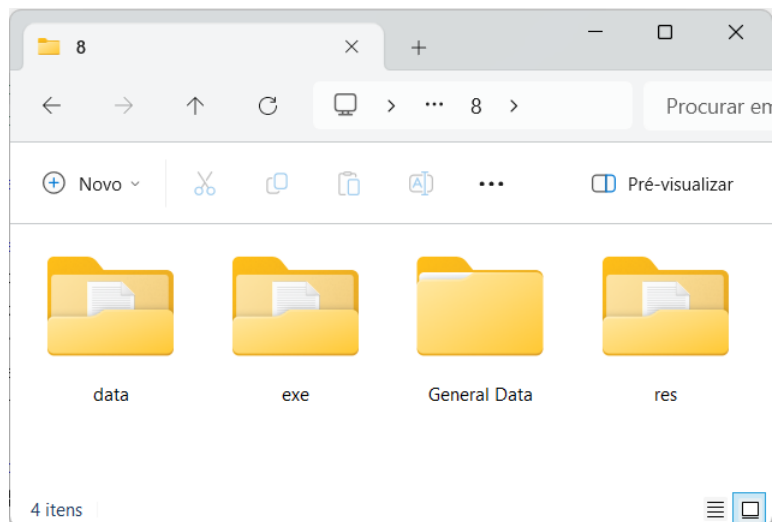 8
8
Procurar em
Novo
Pré-visualizar
data
exe
General Data
res
4 itens